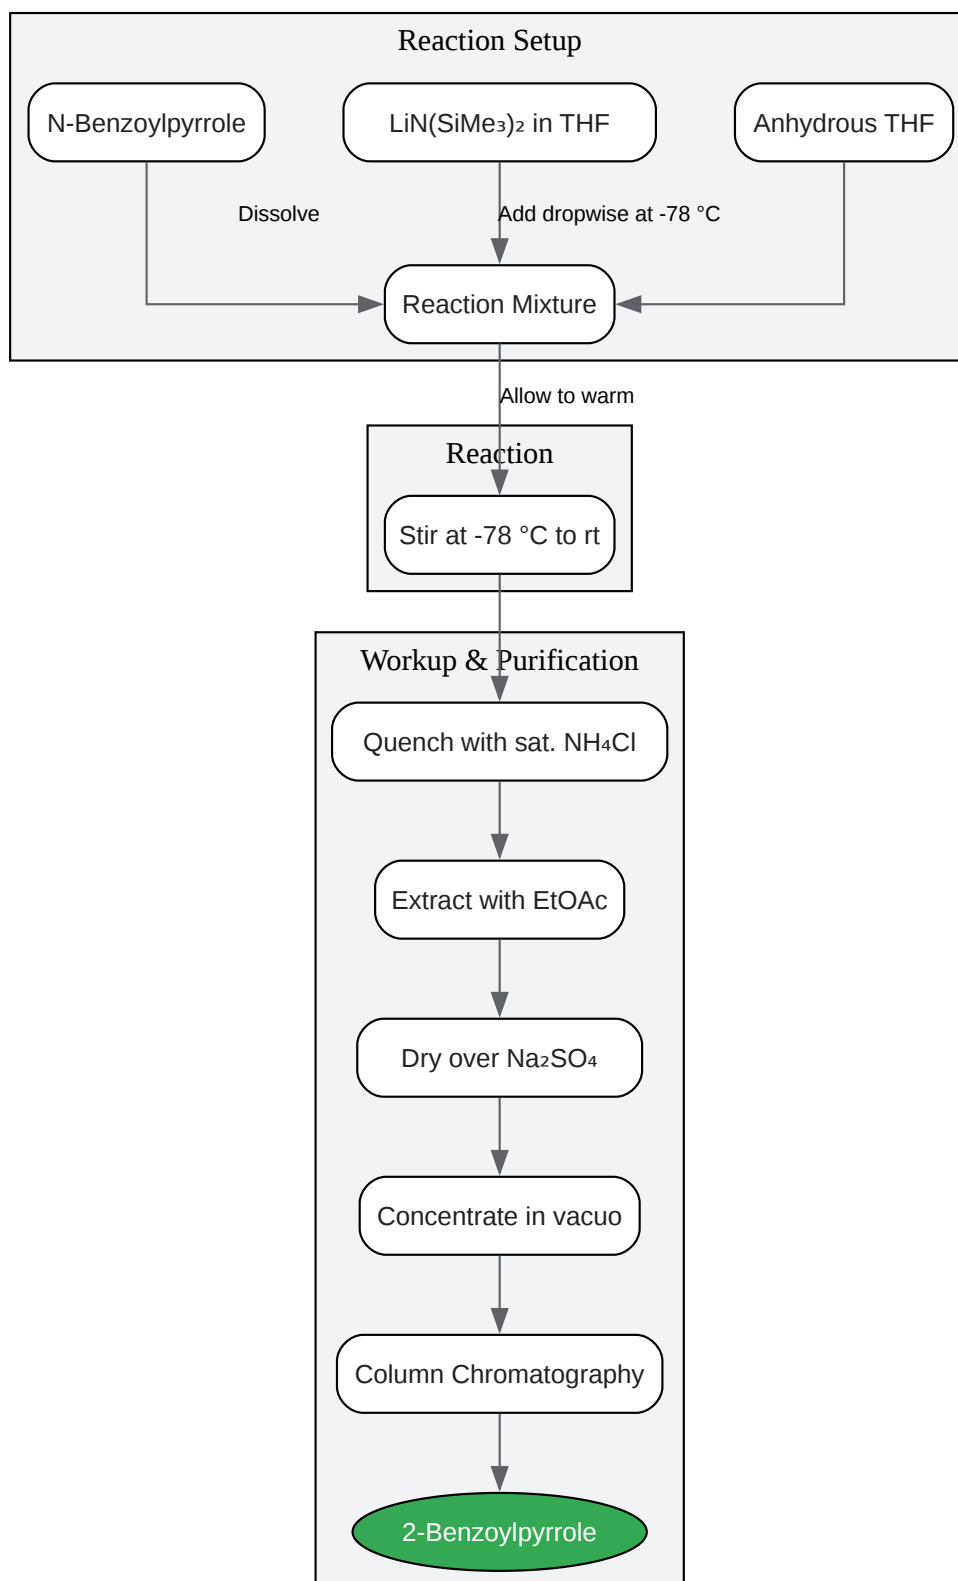 Reaction Setup
N-Benzoylpyrrole
LiN(SiMe₃)₂ in THF
Anhydrous THF
Dissolve
Add dropwise at -78 °C
Reaction Mixture
Allow to warm
Reaction
Stir at -78 °C to rt
Workup & Purification
Quench with sat. NH₄Cl
Extract with EtOAc
Dry over Na₂SO₄
Concentrate in vacuo
Column Chromatography
2-Benzoylpyrrole